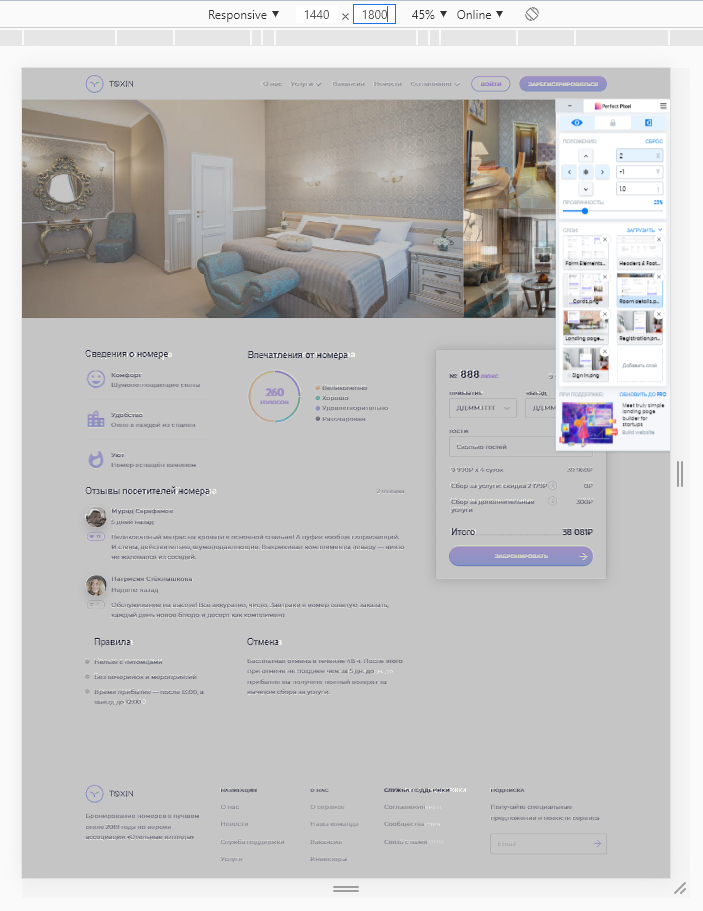 Responsive ▼ 1440 × 1800 45% ▼ Online ▼
TOXIN О нас Услуги Вакансии Новости Соглашения ВОЙТИ ЗАРЕГИСТРИРОВАТЬСЯ
Perfect Pixel
ПОЛОЖЕНИЕ: СБРОС
2 X
-1 Y
1.0
ПРОЗРАЧНОСТЬ:
СЛОИ: ЗАГРУЗИТЬ
Form Elements... Headers & Foot...
Cards.png Room details.p...
Landing page... Registration.pn...
Sign in.png Добавить слой
ПРИ ПОДДЕРЖКЕ: ОБНОВИТЬ ДО PRO
Meet truly simple
landing page
builder for
startups
Build website
Сведения о номере
Комфорт
Шумопоглощающие стены
Удобство
Окно в каждой из спален
Уют
Номер оснащён камином
Впечатления от номера
260
голосов
Великолепно
Хорошо
Удовлетворительно
Разочарован
№ 888 люкс
ПРИБЫТИЕ ВЫЕЗД
ДД.ММ.ГГГГ ДД.ММ
ГОСТИ
Сколько гостей
9 990₽ х 4 суток 39 960₽
Сбор за услуги: скидка 2 179₽ 0₽
Сбор за дополнительные 300₽
услуги
Итого 38 081₽
ЗАБРОНИРОВАТЬ
Отзывы посетителей номера 2 отзыва
Мурад Сарафанов
5 дней назад
Великолепный матрас на кровати в основной спальне! А пуфик вообще потрясающий.
И стены, действительно, шумоподавляющие. Выкрикивал комплименты повару — никто
не жаловался из соседей.
Патрисия Стёклышкова
Неделю назад
Обслуживание на высоте! Всё аккуратно, чисто. Завтраки в номер советую заказать,
каждый день новое блюдо и десерт как комплимент
Правила
Нельзя с питомцами
Без вечеринок и мероприятий
Время прибытия — после 13:00, а
выезд до 12:00
Отмена
Бесплатная отмена в течение 48 ч. После этого
при отмене не позднее чем за 5 дн. до
прибытия вы получите полный возврат за
вычетом сбора за услуги.
TOXIN
Бронирование номеров в лучшем
отеле 2019 года по версии
ассоциации «Отельные взгляды»
НАВИГАЦИЯ
О нас
Новости
Служба поддержки
Услуги
О НАС
О сервисе
Наша команда
Вакансии
Инвесторы
СЛУЖБА ПОДДЕРЖКИ
Соглашения
Сообщества
Связь с нами
ПОДПИСКА
Получайте специальные
предложения и новости сервиса
Email